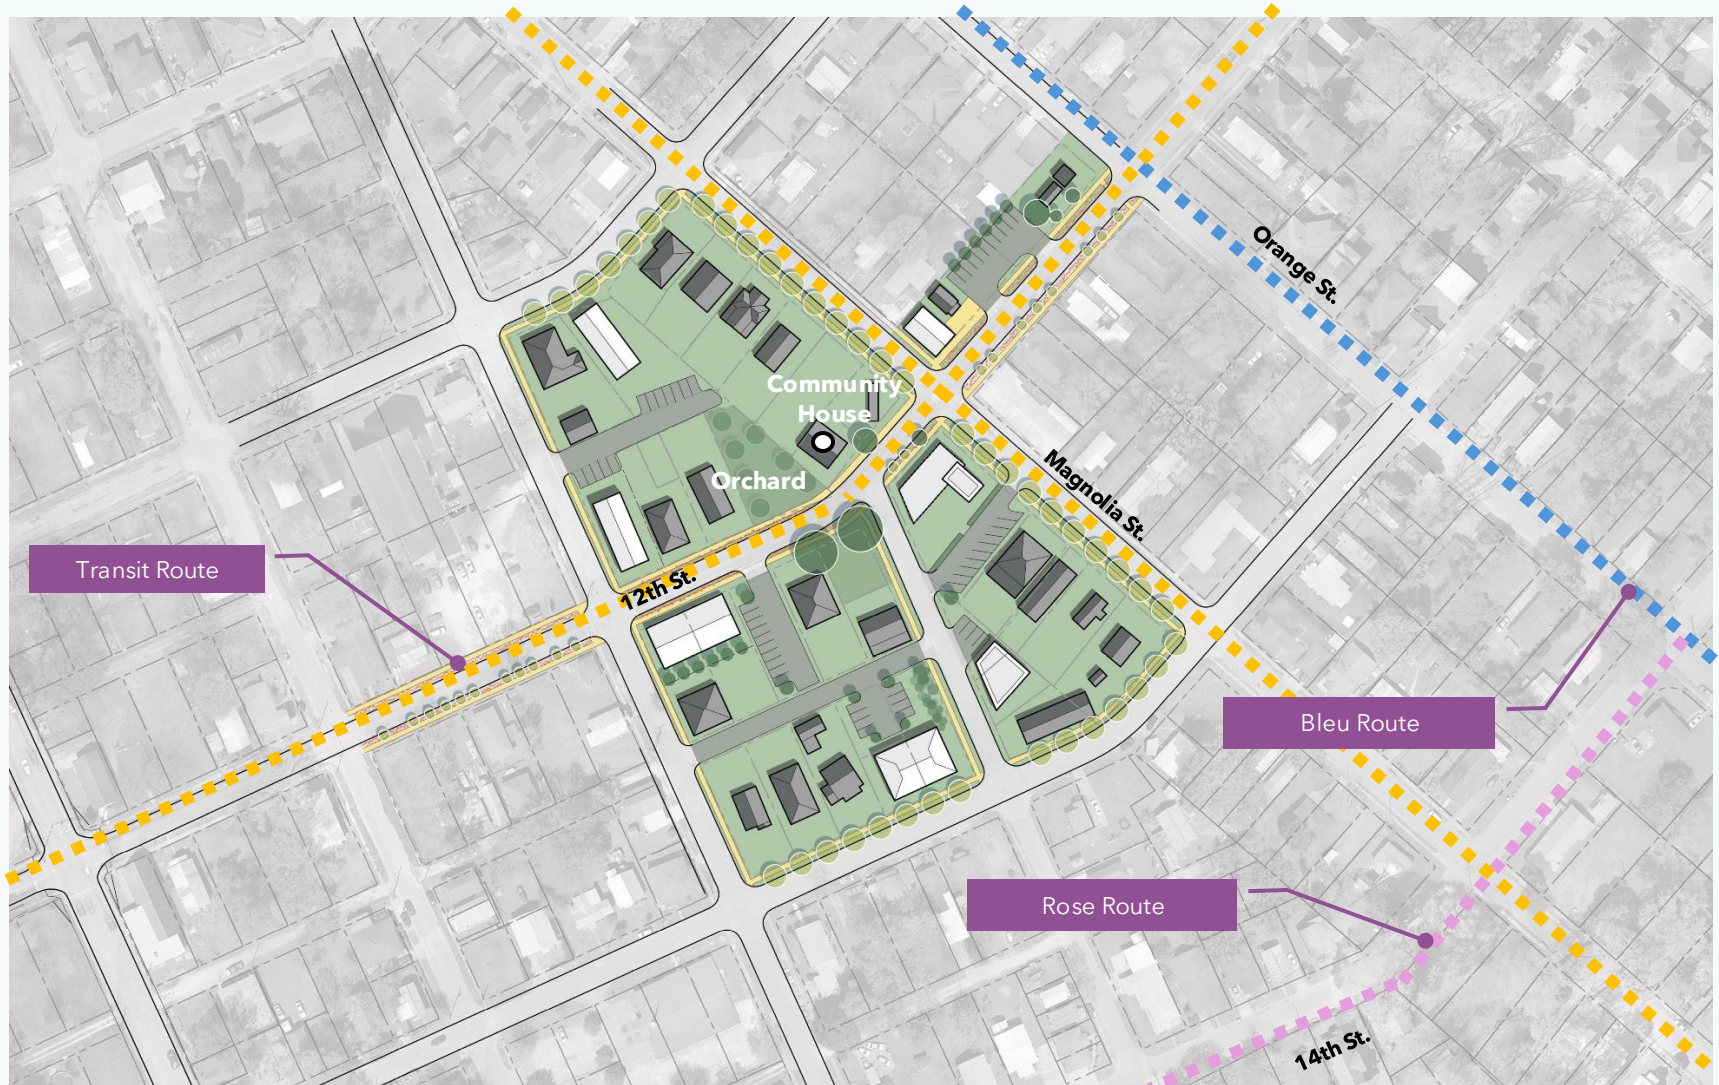 Orange St.
Community
House
Magnolia St.
Orchard
Transit Route
12th St.
Bleu Route
Rose Route
14th St.